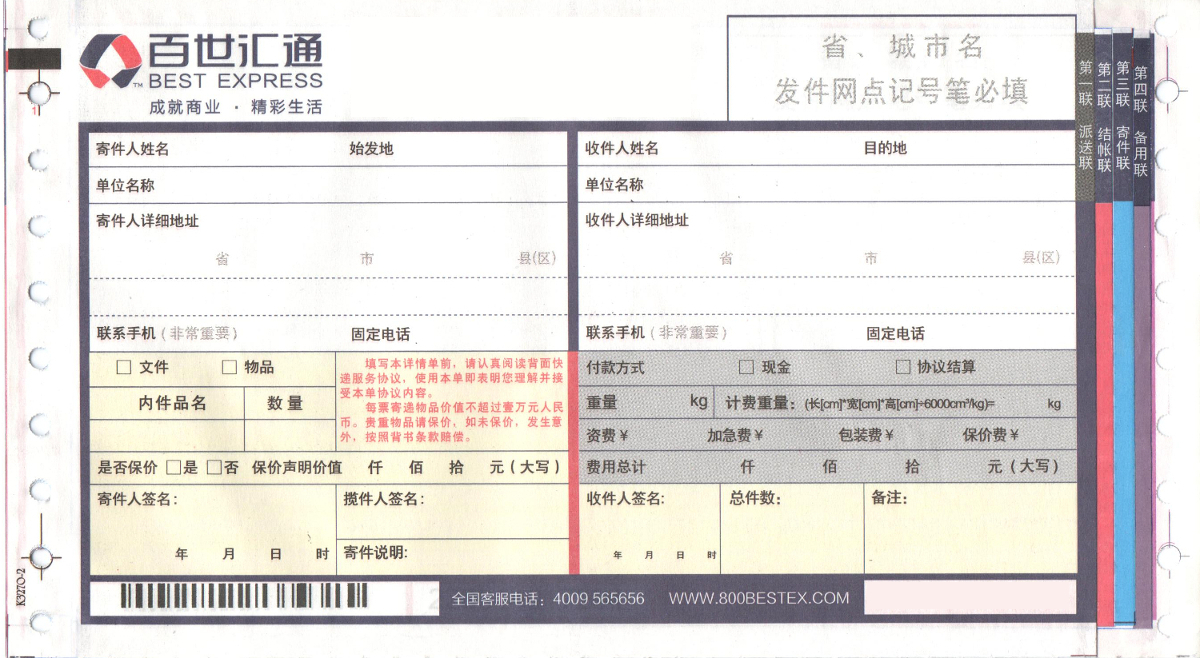 百世汇通
BEST EXPRESS
TM
成就商业 · 精彩生活
省、城市名
发件网点记号笔必填
第一联 派送联
第二联 结帐联
第三联 寄件联
第四联 备用联
1
寄件人姓名 始发地
单位名称
寄件人详细地址
省 市 县(区)
联系手机(非常重要) 固定电话
收件人姓名 目的地
单位名称
收件人详细地址
省 市 县(区)
联系手机(非常重要) 固定电话
□ 文件 □ 物品
内件品名 数量
填写本详情单前，请认真阅读背面快
递服务协议，使用本单即表明您理解并接
受本单协议内容。
每票寄递物品价值不超过壹万元人民
币。贵重物品请保价，如未保价，发生意
外，按照背书条款赔偿。
是否保价 □是 □否 保价声明价值 仟 佰 拾 元(大写)
寄件人签名:
年 月 日 时
揽件人签名:
寄件说明:
付款方式 □ 现金 □ 协议结算
重量 kg 计费重量: (长[cm]*宽[cm]*高[cm]÷6000cm³/kg)= kg
资费¥ 加急费¥ 包装费¥ 保价费¥
费用总计 仟 佰 拾 元(大写)
收件人签名: 总件数: 备注:
年 月 日 时
全国客服电话: 4009 565656 WWW.800BESTEX.COM
K3270-2